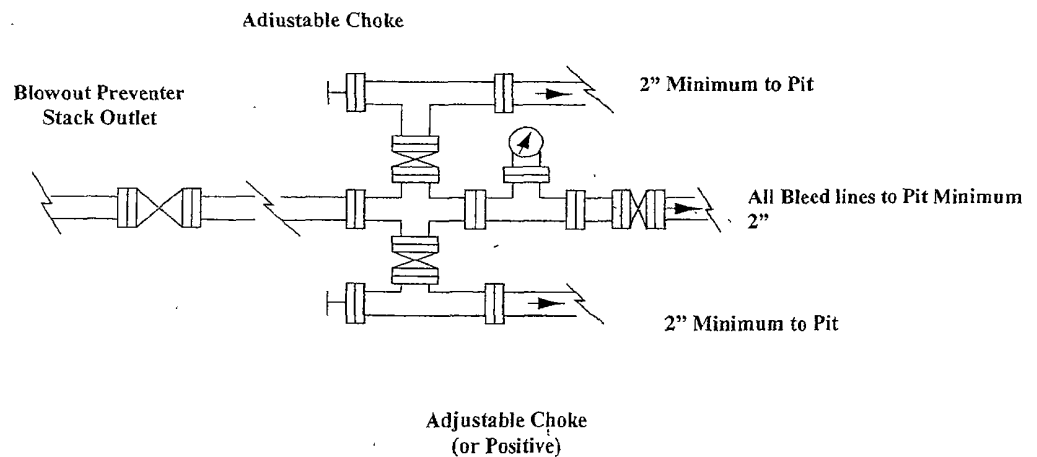 Adiustable Choke
2” Minimum to Pit
Blowout Preventer
Stack Outlet
All Bleed lines to Pit Minimum
2”
2” Minimum to Pit
Adjustable Choke
(or Positive)